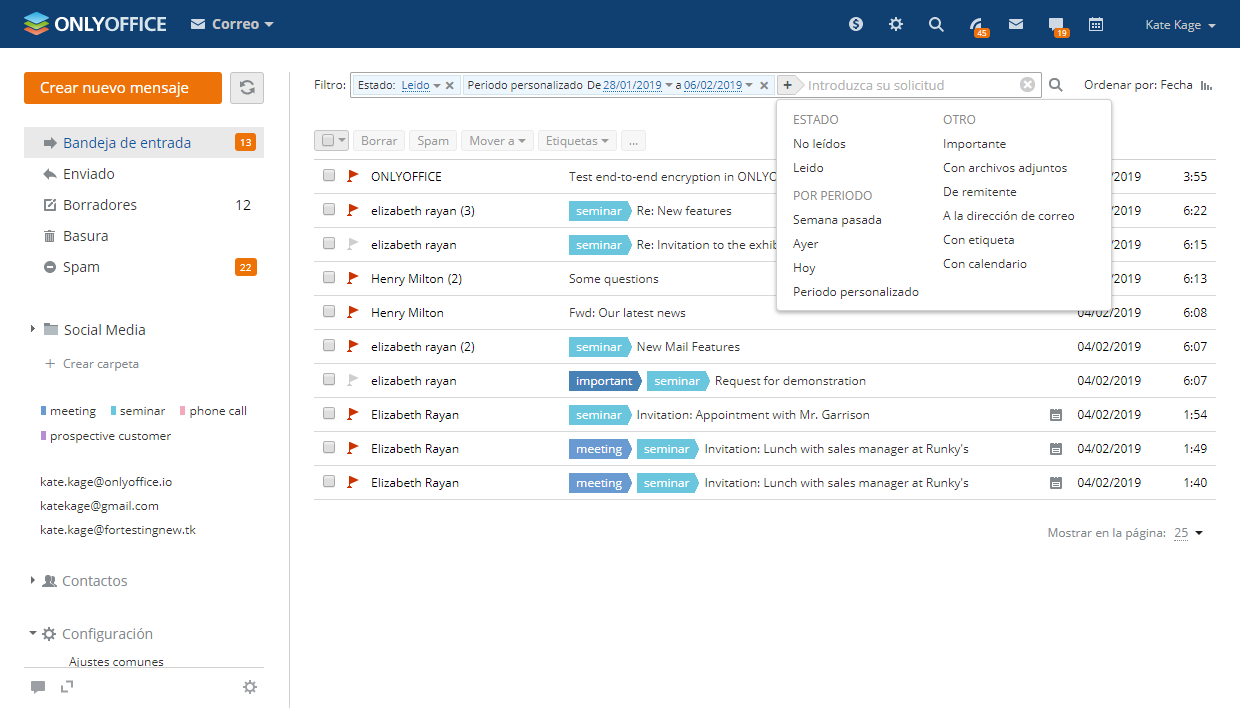 ONLYOFFICE Correo 45 19 Kate Kage
Crear nuevo mensaje
Bandeja de entrada 13
Enviado
Borradores 12
Basura
Spam 22
Social Media
Crear carpeta
meeting seminar phone call
prospective customer
kate.kage@onlyoffice.io
katekage@gmail.com
kate.kage@fortestingnew.tk
Contactos
Configuración
Ajustes comunes
Filtro: Estado: Leido Periodo personalizado De 28/01/2019 a 06/02/2019 + Introduzca su solicitud Ordenar por: Fecha
Borrar Spam Mover a Etiquetas ...
ESTADO
No leídos
Leido
POR PERIODO
Semana pasada
Ayer
Hoy
Periodo personalizado
OTRO
Importante
Con archivos adjuntos
De remitente
A la dirección de correo
Con etiqueta
Con calendario
ONLYOFFICE Test end-to-end encryption in /2019 3:55
elizabeth rayan (3) seminar Re: New features /2019 6:22
elizabeth rayan seminar Re: Invitation to the /2019 6:15
Henry Milton (2) Some questions /2019 6:13
Henry Milton Fwd: Our latest news 04/02/2019 6:08
elizabeth rayan (2) seminar New Mail Features 04/02/2019 6:07
elizabeth rayan important seminar Request for demonstration 04/02/2019 6:07
Elizabeth Rayan seminar Invitation: Appointment with Mr. Garrison 04/02/2019 1:54
Elizabeth Rayan meeting seminar Invitation: Lunch with sales manager at Runky's 04/02/2019 1:49
Elizabeth Rayan meeting seminar Invitation: Lunch with sales manager at Runky's 04/02/2019 1:40
Mostrar en la página: 25